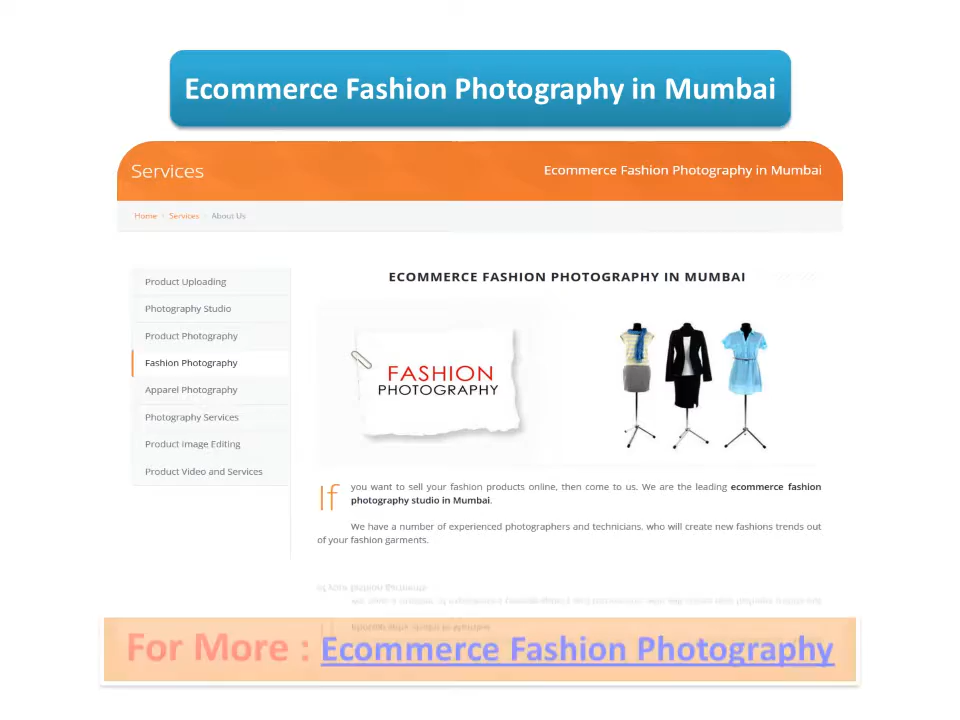 Ecommerce Fashion Photography in Mumbai
Services
Ecommerce Fashion Photography in Mumbai
Home
Services
About Us
Product Uploading
Photography Studio
Product Photography
Fashion Photography
Apparel Photography
Photography Services
Product Image Editing
Product Video and Services
ECOMMERCE FASHION PHOTOGRAPHY IN MUMBAI
FASHION
PHOTOGRAPHY
If you want to sell your fashion products online, then come to us. We are the leading ecommerce fashion
photography studio in Mumbai.
We have a number of experienced photographers and technicians. who will create new fashions trends out
of your fashion garments.
For More : Ecommerce Fashion Photography